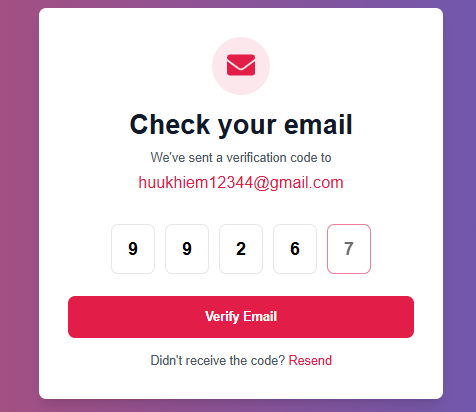 Check your email
We've sent a verification code to
huukhiem12344@gmail.com
9 9 2 6 7
Verify Email
Didn't receive the code? Resend